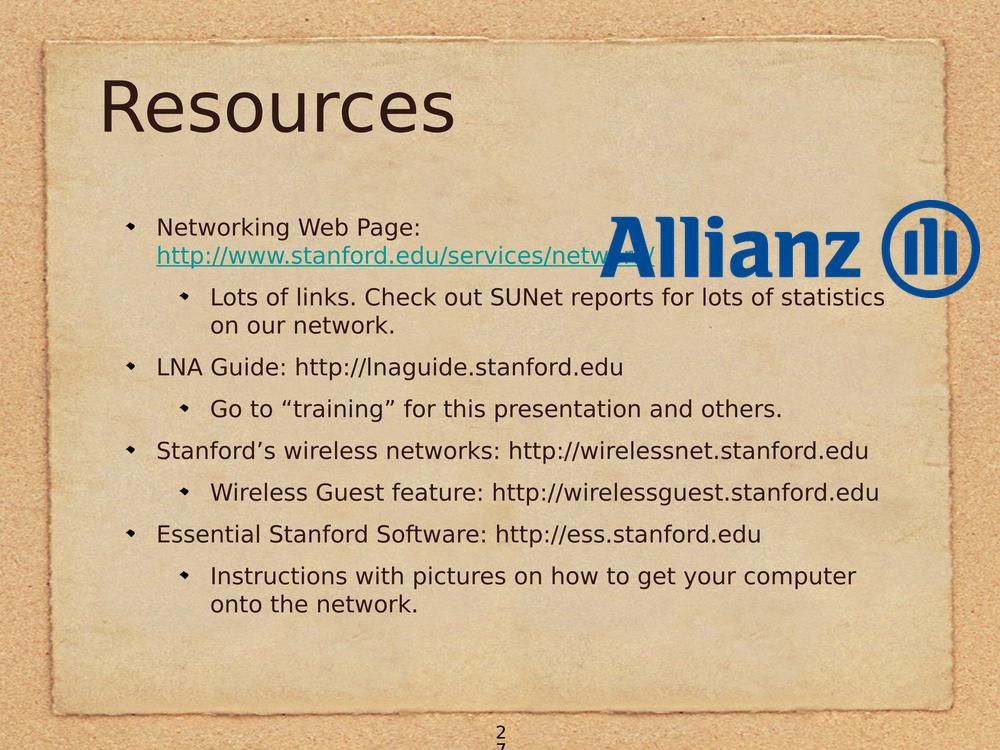 Resources
Networking Web Page:
http://www.stanford.edu/services/network/
Allianz
Lots of links. Check out SUNet reports for lots of statistics
on our network.
LNA Guide: http://lnaguide.stanford.edu
Go to “training” for this presentation and others.
Stanford’s wireless networks: http://wirelessnet.stanford.edu
Wireless Guest feature: http://wirelessguest.stanford.edu
Essential Stanford Software: http://ess.stanford.edu
Instructions with pictures on how to get your computer
onto the network.
2
7